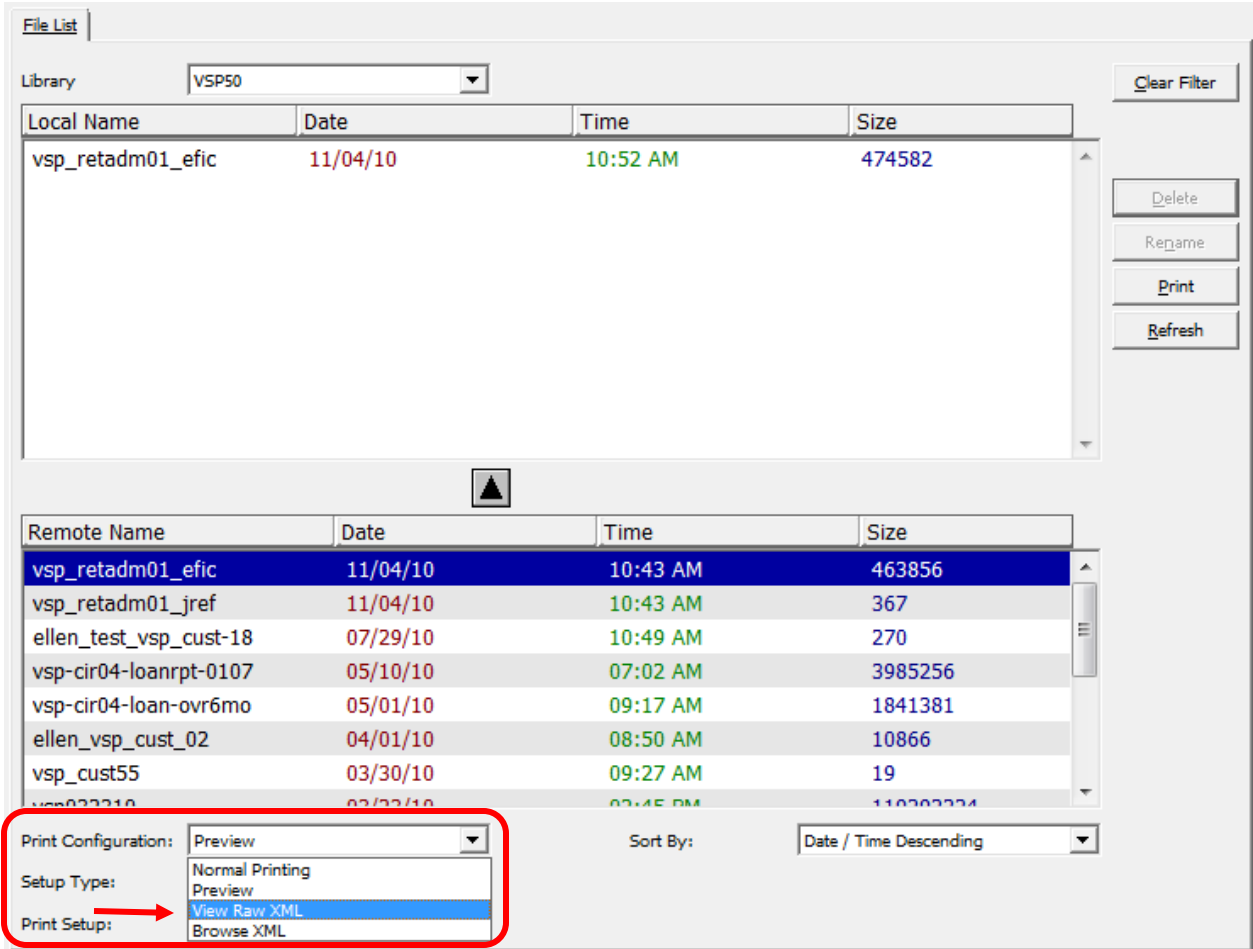 File List
Library VSP50 Clear Filter
Local Name Date Time Size
vsp_retadm01_efic 11/04/10 10:52 AM 474582
Delete
Rename
Print
Refresh
Remote Name Date Time Size
vsp_retadm01_efic 11/04/10 10:43 AM 463856
vsp_retadm01_jref 11/04/10 10:43 AM 367
ellen_test_vsp_cust-18 07/29/10 10:49 AM 270
vsp-cir04-loanrpt-0107 05/10/10 07:02 AM 3985256
vsp-cir04-loan-ovr6mo 05/01/10 09:17 AM 1841381
ellen_vsp_cust_02 04/01/10 08:50 AM 10866
vsp_cust55 03/30/10 09:27 AM 19
Print Configuration: Preview Sort By: Date / Time Descending
Setup Type: Normal Printing
Preview
View Raw XML
Print Setup: Browse XML